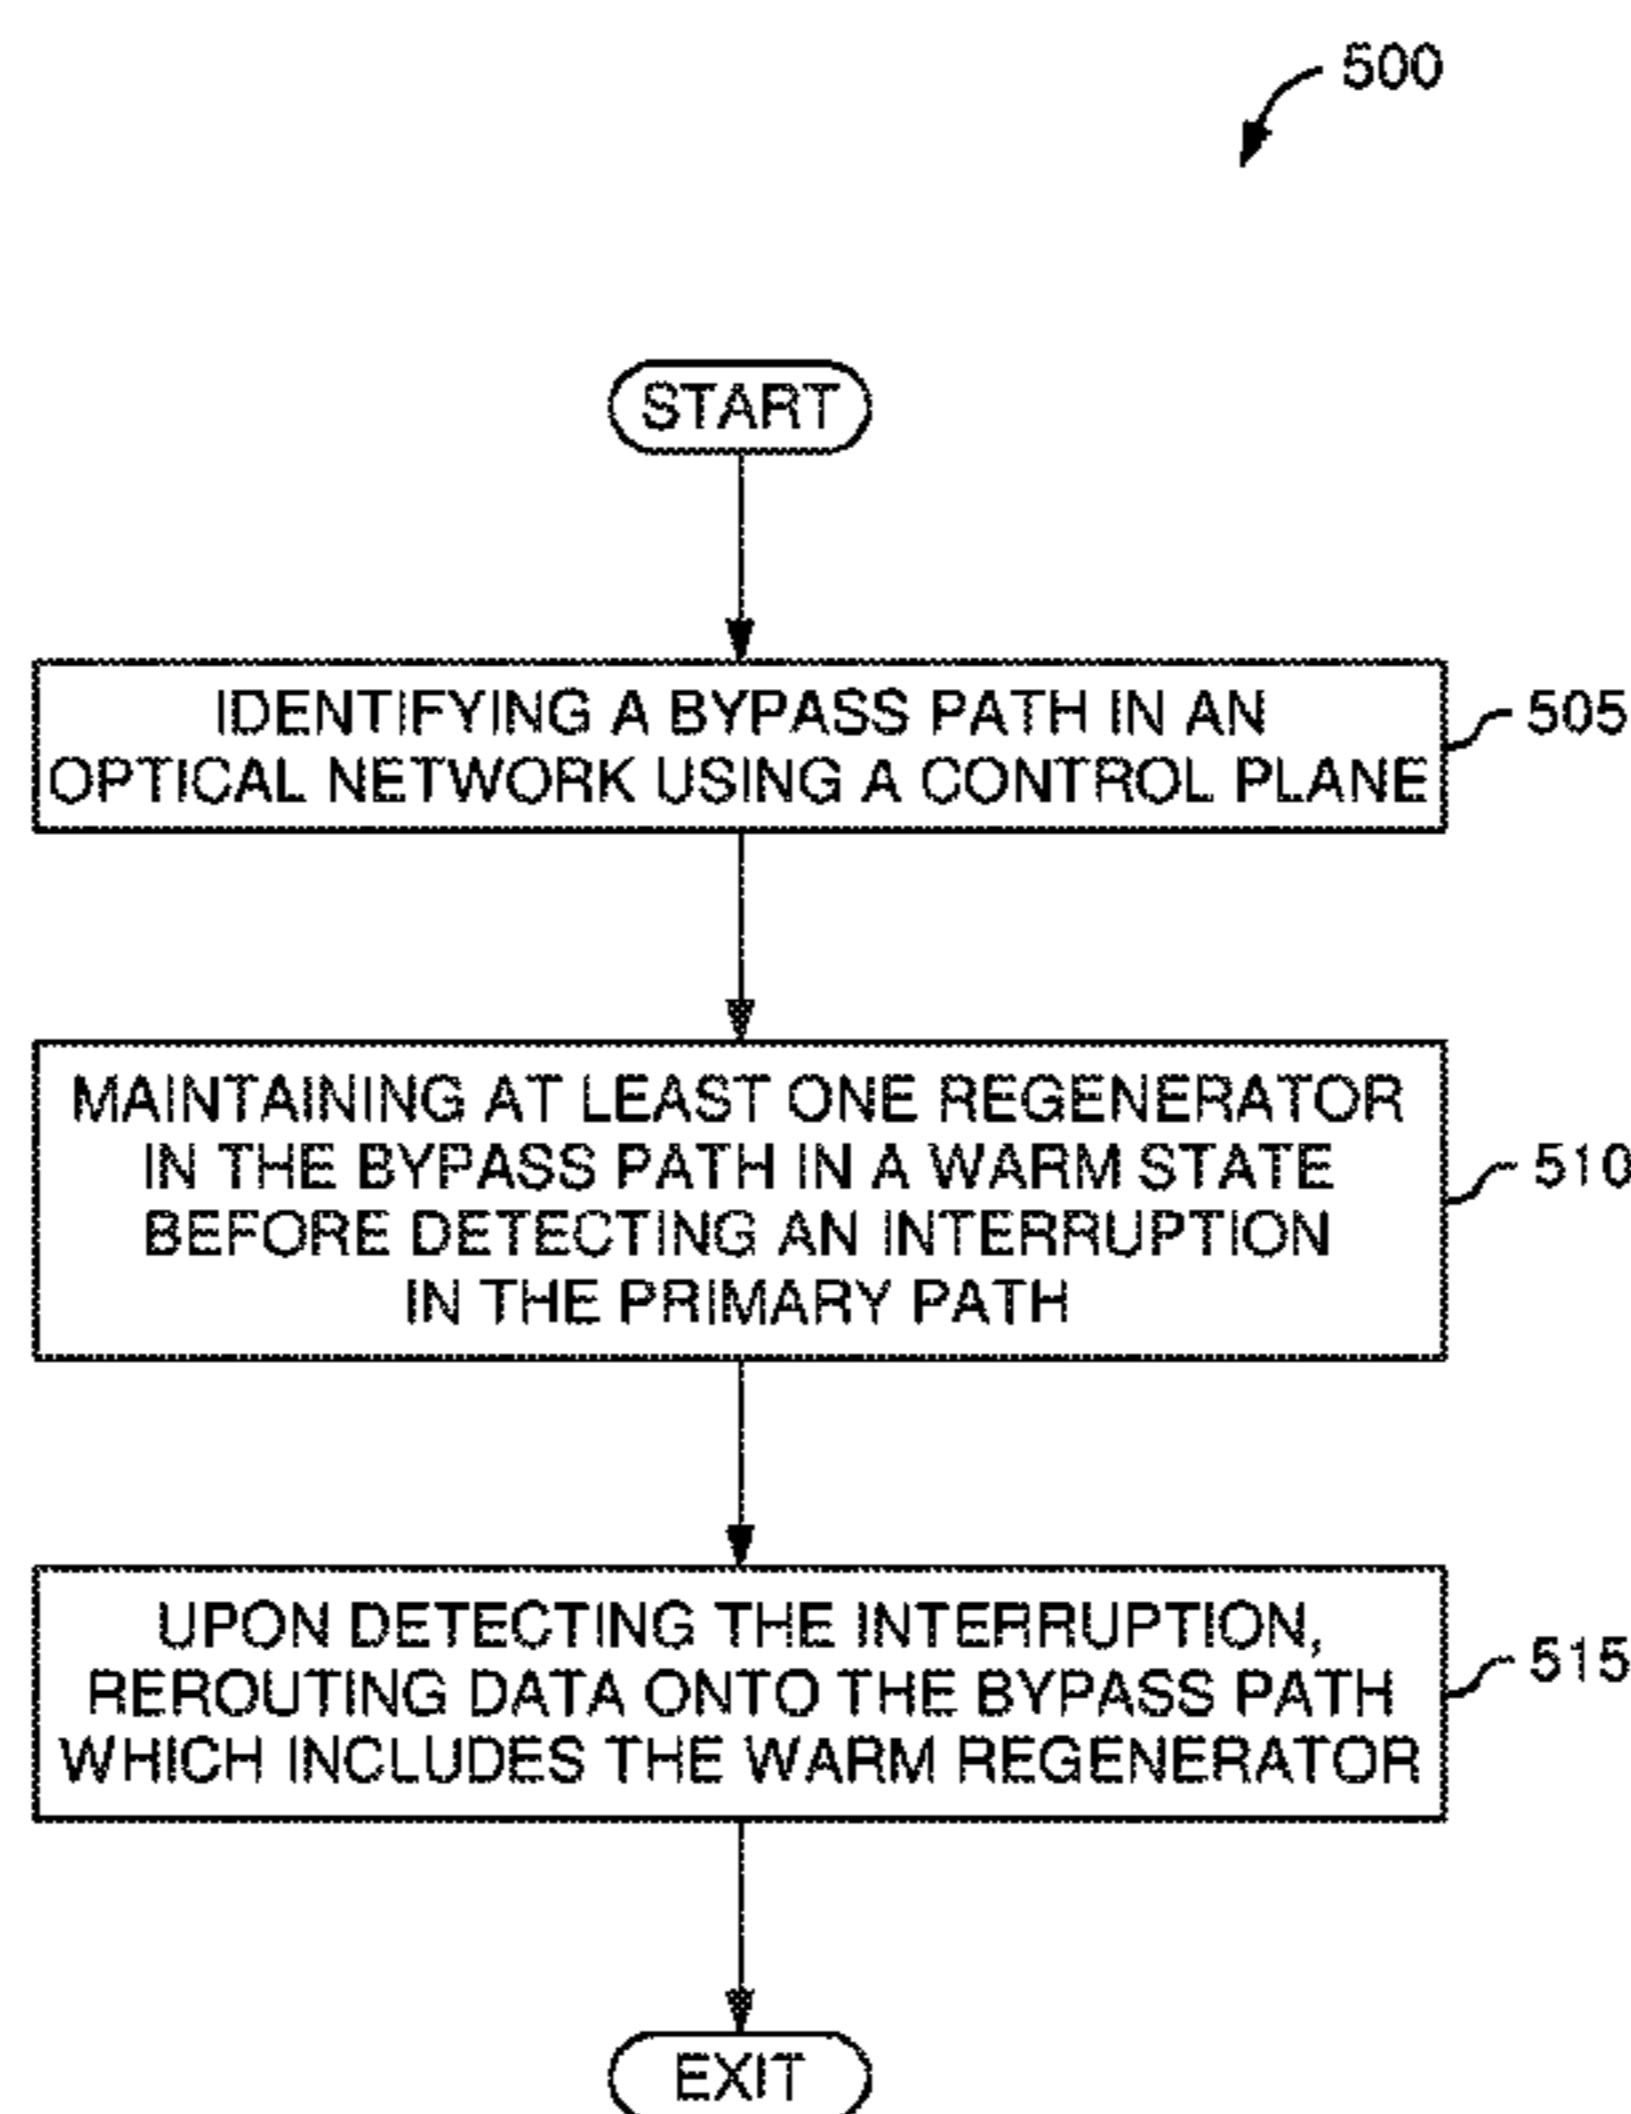 500
START
IDENTIFYING A BYPASS PATH IN AN
OPTICAL NETWORK USING A CONTROL PLANE
505
MAINTAINING AT LEAST ONE REGENERATOR
IN THE BYPASS PATH IN A WARM STATE
BEFORE DETECTING AN INTERRUPTION
IN THE PRIMARY PATH
510
UPON DETECTING THE INTERRUPTION,
REROUTING DATA ONTO THE BYPASS PATH
WHICH INCLUDES THE WARM REGENERATOR
515
EXIT